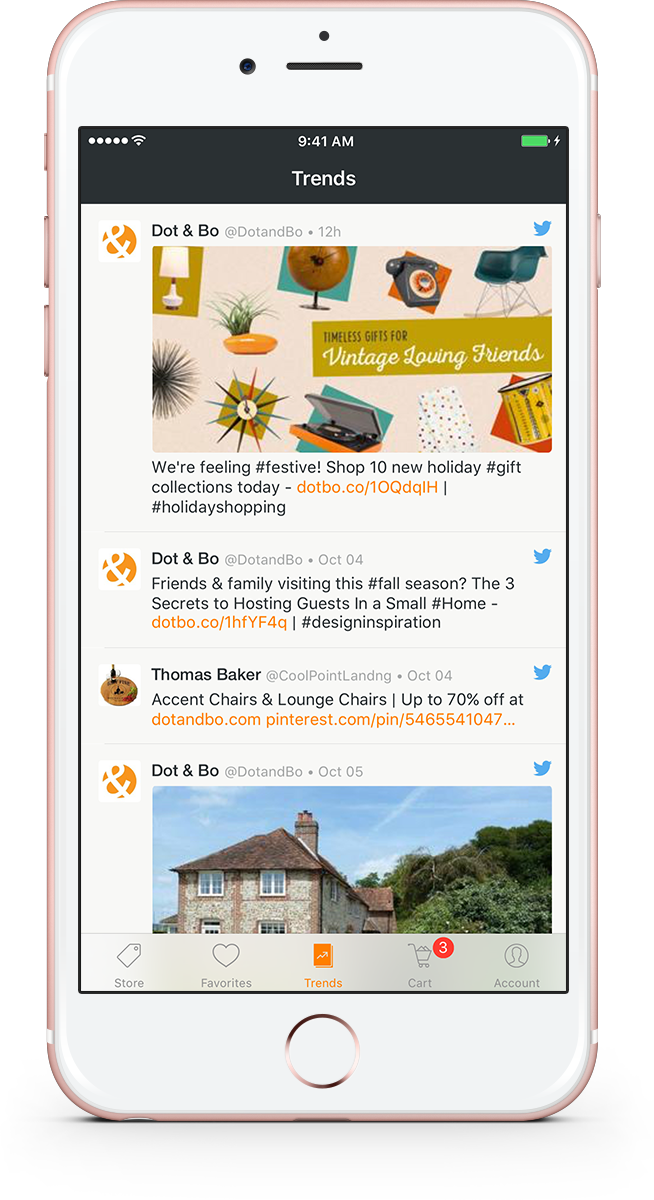 9:41 AM
Trends
Dot & Bo @DotandBo • 12h
TIMELESS GIFTS FOR
Vintage Loving Friends
We're feeling #festive! Shop 10 new holiday #gift
collections today - dotbo.co/1OQdqIH |
#holidayshopping
Dot & Bo @DotandBo • Oct 04
Friends & family visiting this #fall season? The 3
Secrets to Hosting Guests In a Small #Home -
dotbo.co/1hfYF4q | #designinspiration
Thomas Baker @CoolPointLandng • Oct 04
Accent Chairs & Lounge Chairs | Up to 70% off at
dotandbo.com pinterest.com/pin/5465541047...
Dot & Bo @DotandBo • Oct 05
3
Store
Favorites
Trends
Cart
Account